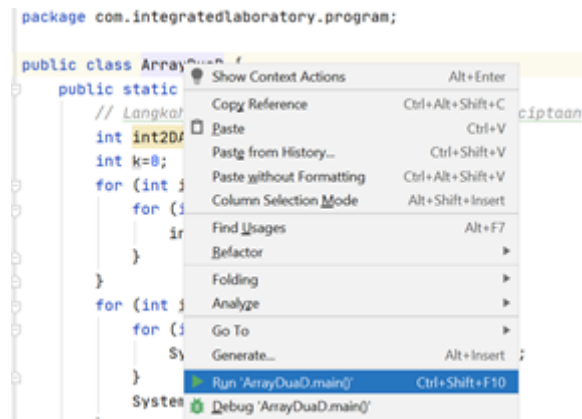 package com.integratedlaboratory.program;
public class ArrayDuaD {
public static
// Langkah ciptaan
int int2DA
int k=0;
for (int i
for (i
in
}
}
for (int i
for (i
Sy ;
}
System
Show Context Actions Alt+Enter
Copy Reference Ctrl+Alt+Shift+C
Paste Ctrl+V
Paste from History... Ctrl+Shift+V
Paste without Formatting Ctrl+Alt+Shift+V
Column Selection Mode Alt+Shift+Insert
Find Usages Alt+F7
Refactor
Folding
Analyze
Go To
Generate... Alt+Insert
Run 'ArrayDuaD.main()' Ctrl+Shift+F10
Debug 'ArrayDuaD.main()'